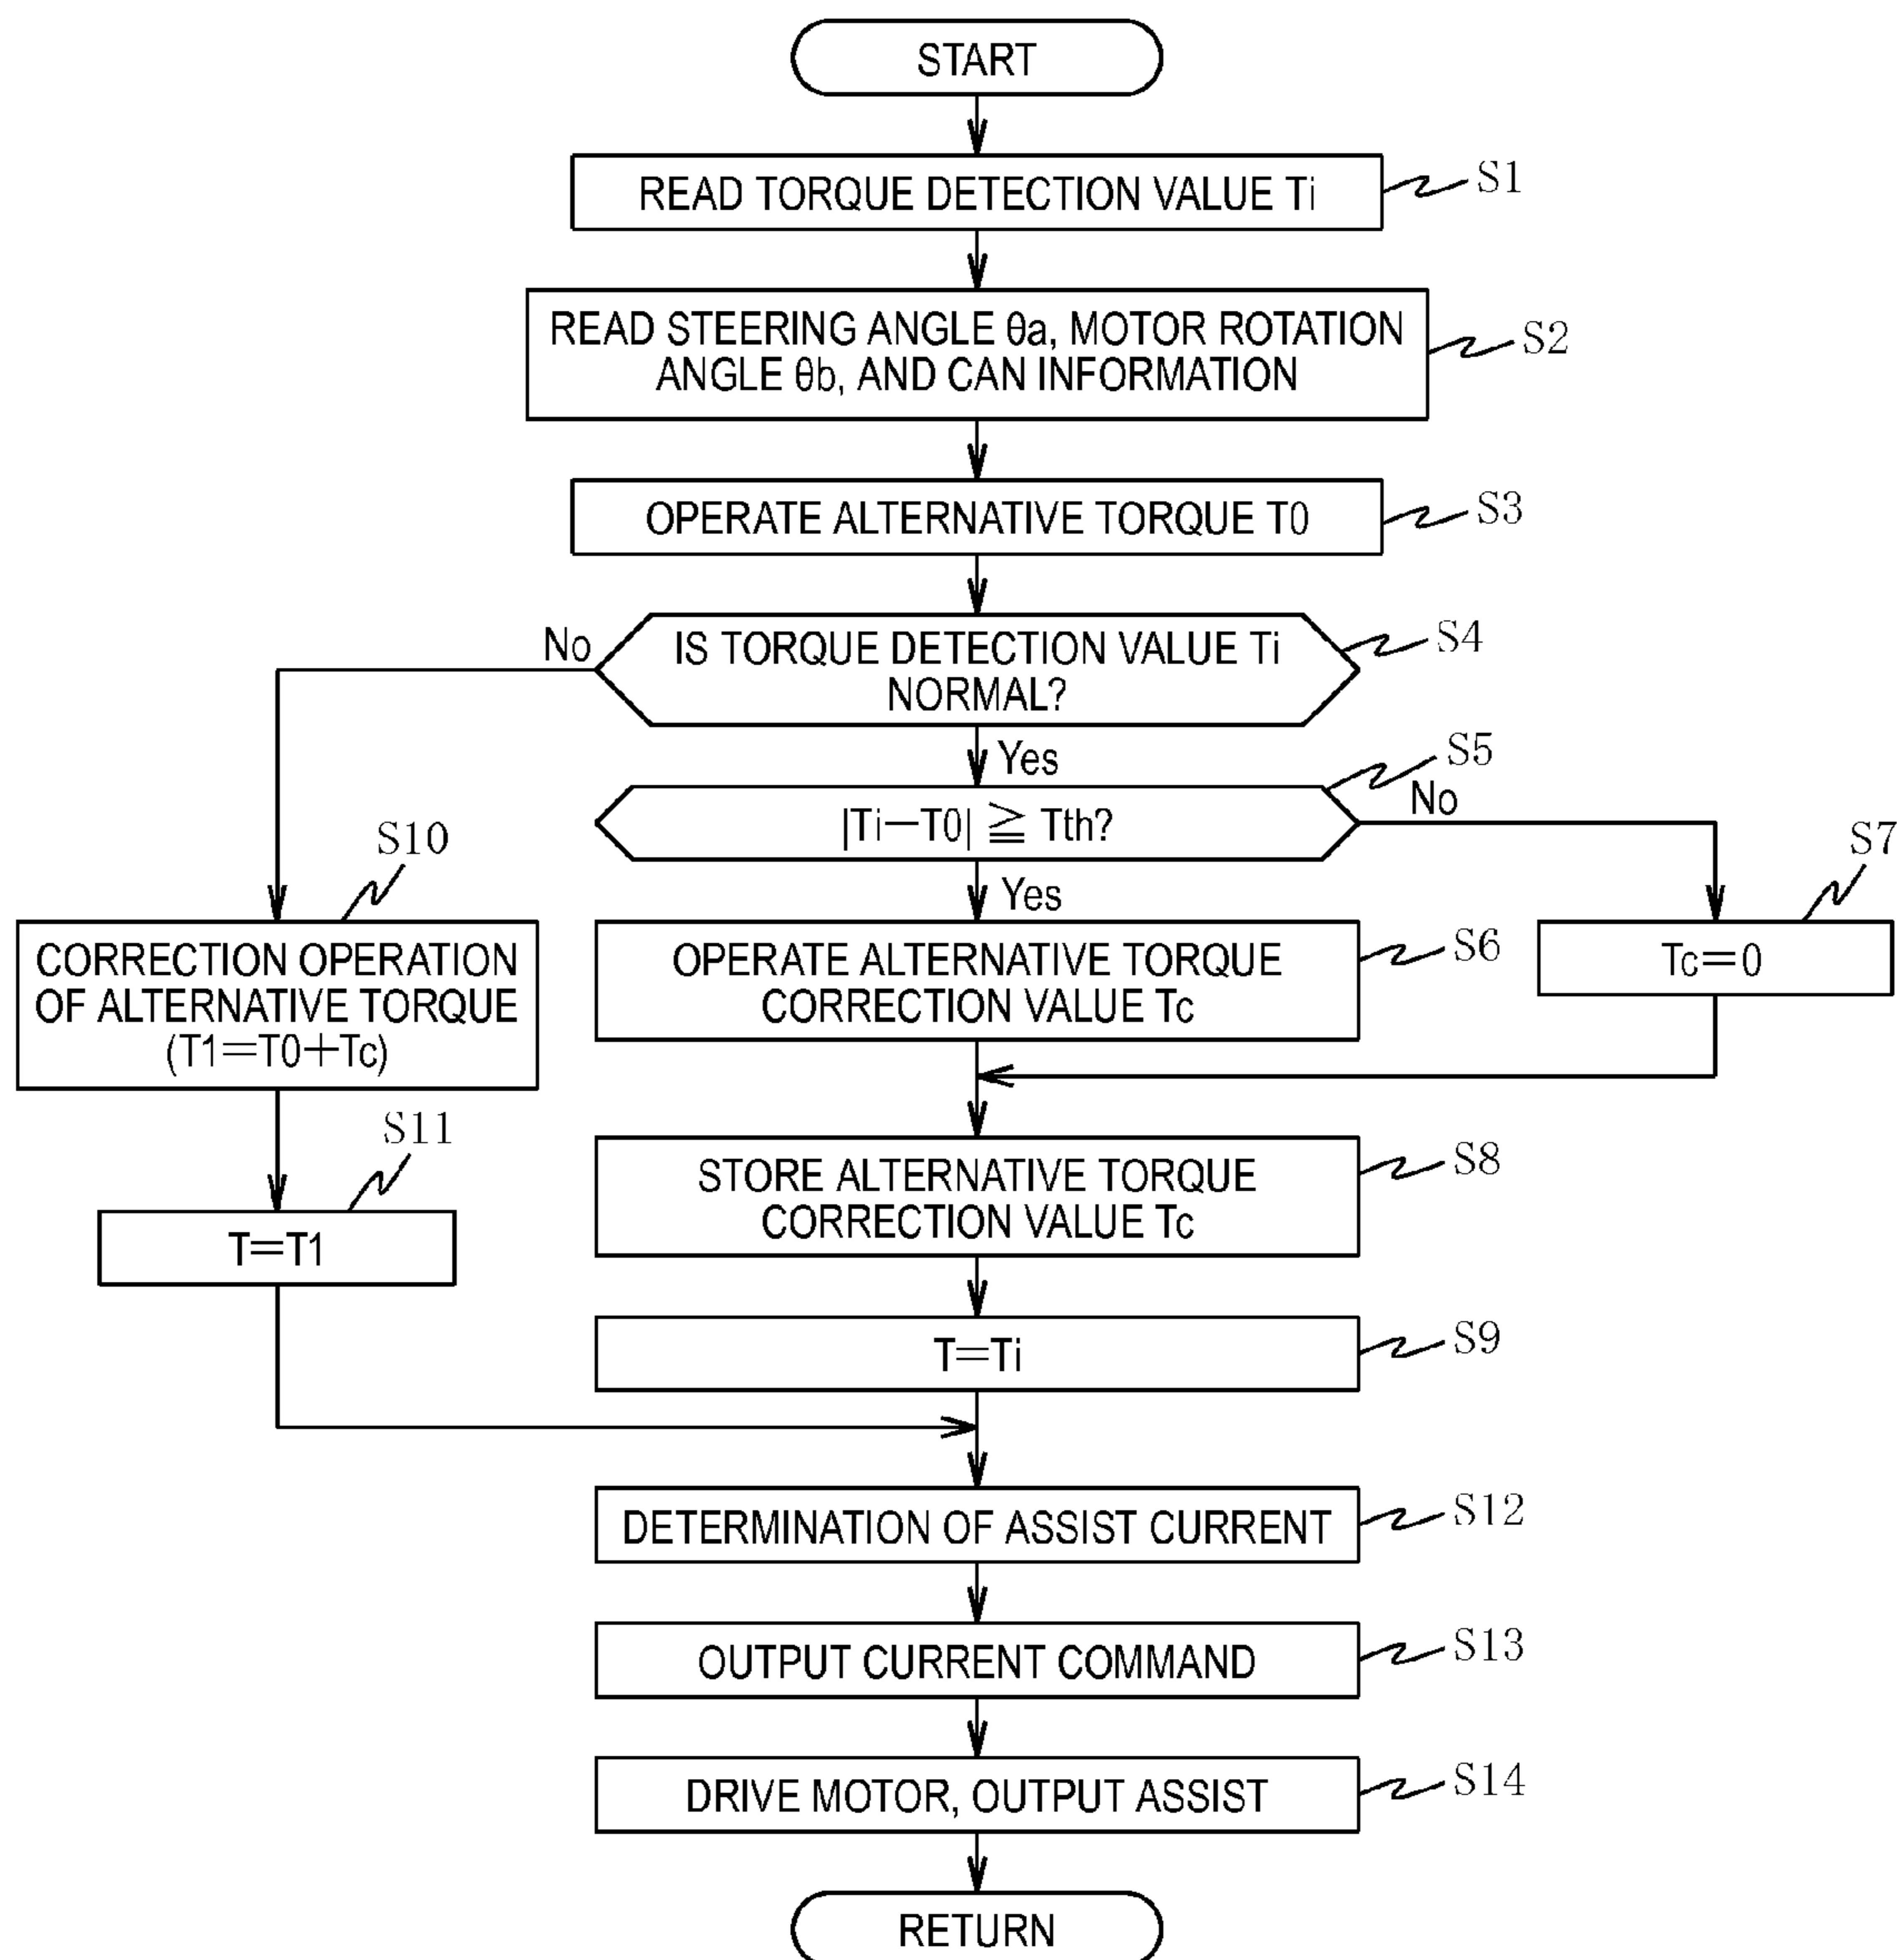 START
READ TORQUE DETECTION VALUE Ti
S1
READ STEERING ANGLE θa, MOTOR ROTATION
ANGLE θb, AND CAN INFORMATION
S2
OPERATE ALTERNATIVE TORQUE T0
S3
IS TORQUE DETECTION VALUE Ti
NORMAL?
S4
No
Yes
|Ti−T0| ≧ Tth?
S5
No
Yes
S10
CORRECTION OPERATION
OF ALTERNATIVE TORQUE
(T1=T0+Tc)
OPERATE ALTERNATIVE TORQUE
CORRECTION VALUE Tc
S6
S7
Tc=0
S11
T=T1
STORE ALTERNATIVE TORQUE
CORRECTION VALUE Tc
S8
T=Ti
S9
DETERMINATION OF ASSIST CURRENT
S12
OUTPUT CURRENT COMMAND
S13
DRIVE MOTOR, OUTPUT ASSIST
S14
RETURN